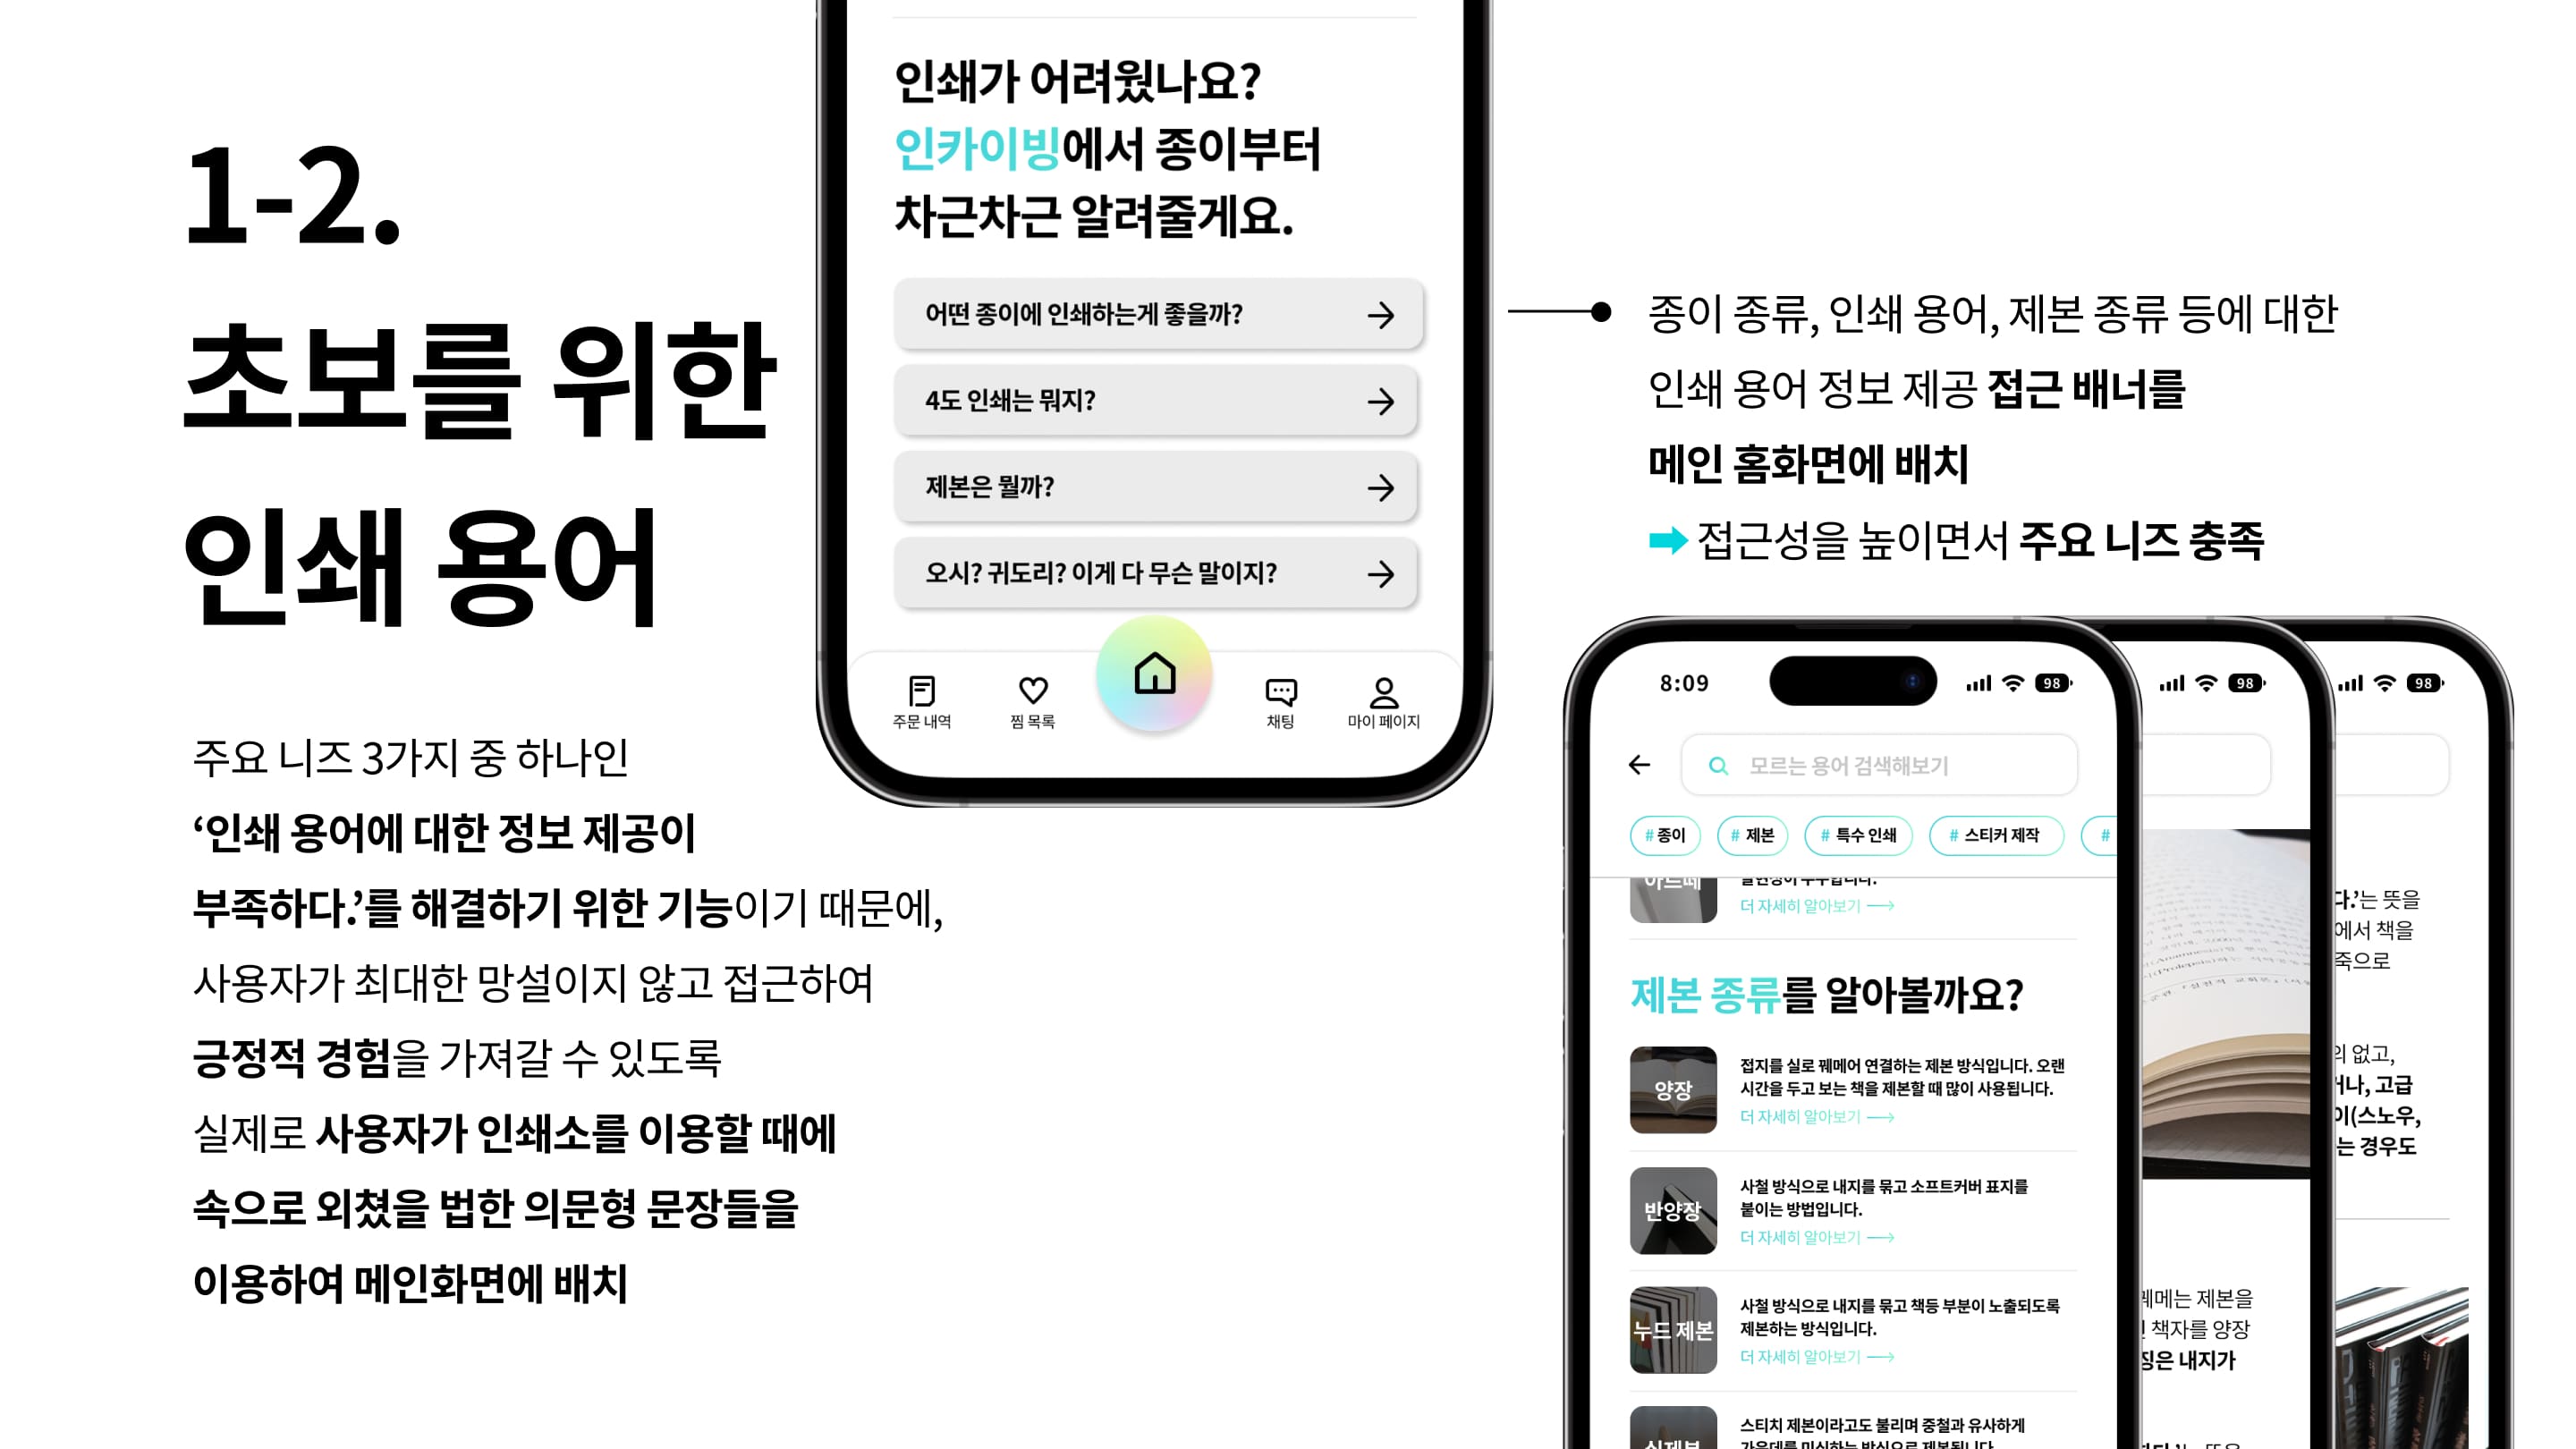 1-2.
초보를 위한
인쇄 용어
주요 니즈 3가지 중 하나인
‘인쇄 용어에 대한 정보 제공이
부족하다.’를 해결하기 위한 기능이기 때문에,
사용자가 최대한 망설이지 않고 접근하여
긍정적 경험을 가져갈 수 있도록
실제로 사용자가 인쇄소를 이용할 때에
속으로 외쳤을 법한 의문형 문장들을
이용하여 메인화면에 배치
인쇄가 어려웠나요?
인카이빙에서 종이부터
차근차근 알려줄게요.
어떤 종이에 인쇄하는게 좋을까?
4도 인쇄는 뭐지?
제본은 뭘까?
오시? 귀도리? 이게 다 무슨 말이지?
주문 내역
찜 목록
채팅
마이 페이지
종이 종류, 인쇄 용어, 제본 종류 등에 대한
인쇄 용어 정보 제공 접근 배너를
메인 홈화면에 배치
➡ 접근성을 높이면서 주요 니즈 충족
8:09
98
모르는 용어 검색해보기
# 종이
# 제본
# 특수 인쇄
# 스티커 제작
#
더 자세히 알아보기
제본 종류를 알아볼까요?
양장
접지를 실로 꿰메어 연결하는 제본 방식입니다. 오랜
시간을 두고 보는 책을 제본할 때 많이 사용됩니다.
더 자세히 알아보기
반양장
사철 방식으로 내지를 묶고 소프트커버 표지를
붙이는 방법입니다.
더 자세히 알아보기
누드 제본
사철 방식으로 내지를 묶고 책등 부분이 노출되도록
제본하는 방식입니다.
더 자세히 알아보기
스티치 제본이라고도 불리며 중철과 유사하게
98
꿰메는 제본을
책자를 양장
징은 내지가
98
다.’는 뜻을
에서 책을
죽으로
의 없고,
거나, 고급
이(스노우,
는 경우도